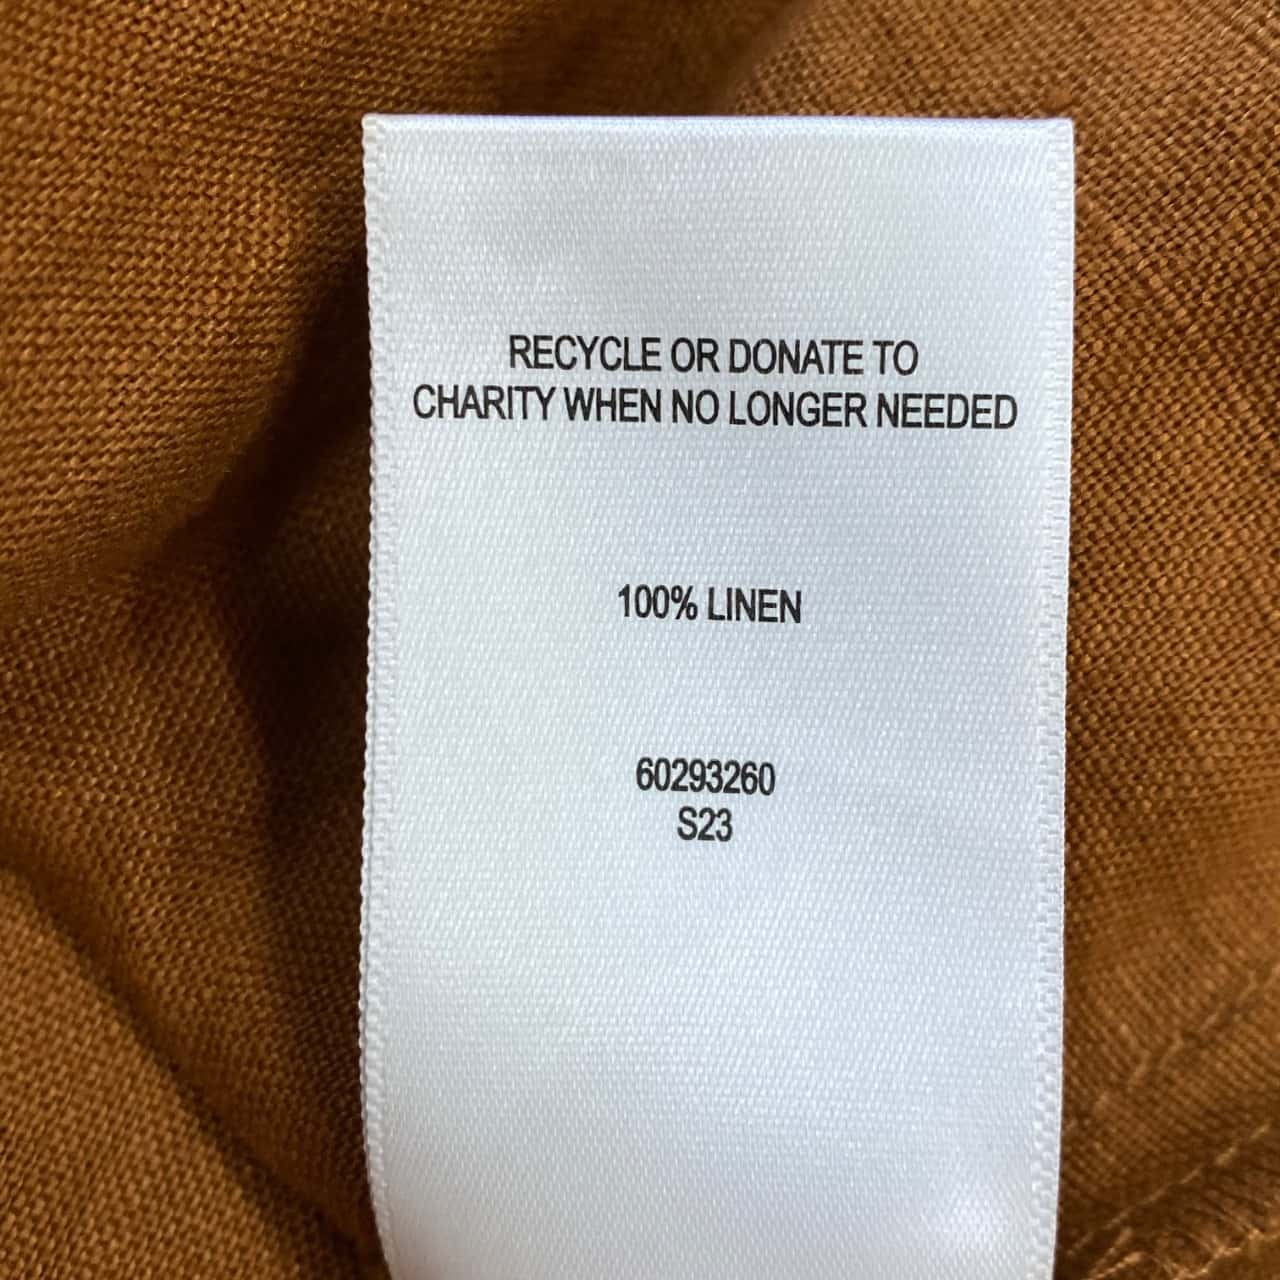 RECYCLE OR DONATE TO
CHARITY WHEN NO LONGER NEEDED
100% LINEN
60293260
S23